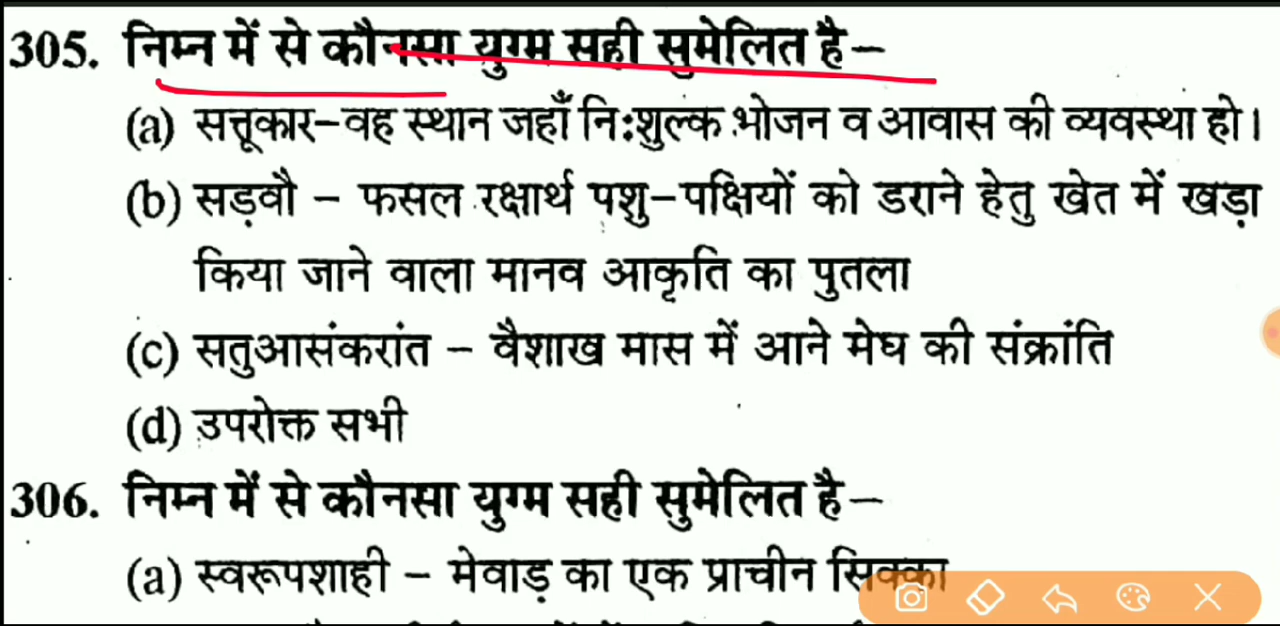 305. निम्न में से कौनसा युग्म सही सुमेलित है–
(a) सत्तूकार–वह स्थान जहाँ नि:शुल्क भोजन व आवास की व्यवस्था हो।
(b) सड़वौ – फसल रक्षार्थ पशु–पक्षियों को डराने हेतु खेत में खड़ा
किया जाने वाला मानव आकृति का पुतला
(c) सतुआसंकरांत – वैशाख मास में आने मेघ की संक्रांति
(d) उपरोक्त सभी
306. निम्न में से कौनसा युग्म सही सुमेलित है–
(a) स्वरूपशाही – मेवाड़ का एक प्राचीन सिक्का